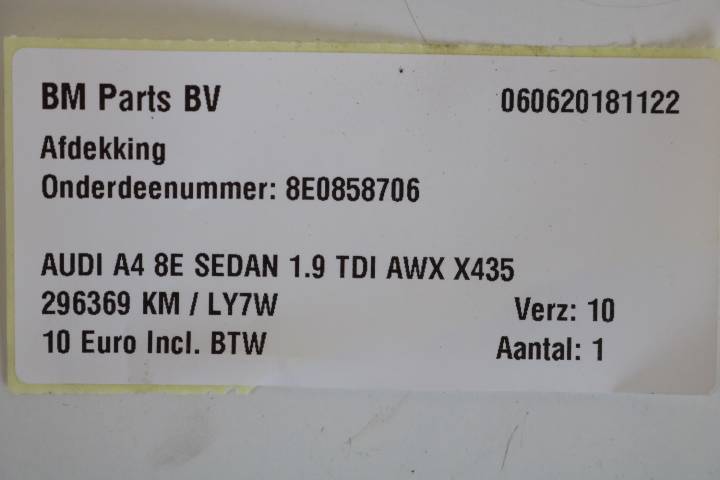 BM Parts BV 060620181122
Afdekking
Onderdeenummer: 8E0858706
AUDI A4 8E SEDAN 1.9 TDI AWX X435
296369 KM / LY7W Verz: 10
10 Euro Incl. BTW Aantal: 1